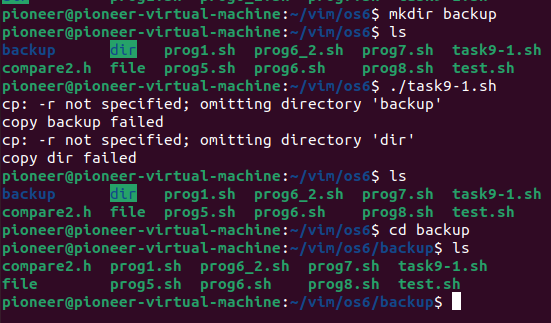 pioneer@pioneer-virtual-machine:~/vim/os6$ mkdir backup
pioneer@pioneer-virtual-machine:~/vim/os6$ ls
backup dir prog1.sh prog6_2.sh prog7.sh task9-1.sh
compare2.h file prog5.sh prog6.sh prog8.sh test.sh
pioneer@pioneer-virtual-machine:~/vim/os6$ ./task9-1.sh
cp: -r not specified; omitting directory 'backup'
copy backup failed
cp: -r not specified; omitting directory 'dir'
copy dir failed
pioneer@pioneer-virtual-machine:~/vim/os6$ ls
backup dir prog1.sh prog6_2.sh prog7.sh task9-1.sh
compare2.h file prog5.sh prog6.sh prog8.sh test.sh
pioneer@pioneer-virtual-machine:~/vim/os6$ cd backup
pioneer@pioneer-virtual-machine:~/vim/os6/backup$ ls
compare2.h prog1.sh prog6_2.sh prog7.sh task9-1.sh
file prog5.sh prog6.sh prog8.sh test.sh
pioneer@pioneer-virtual-machine:~/vim/os6/backup$